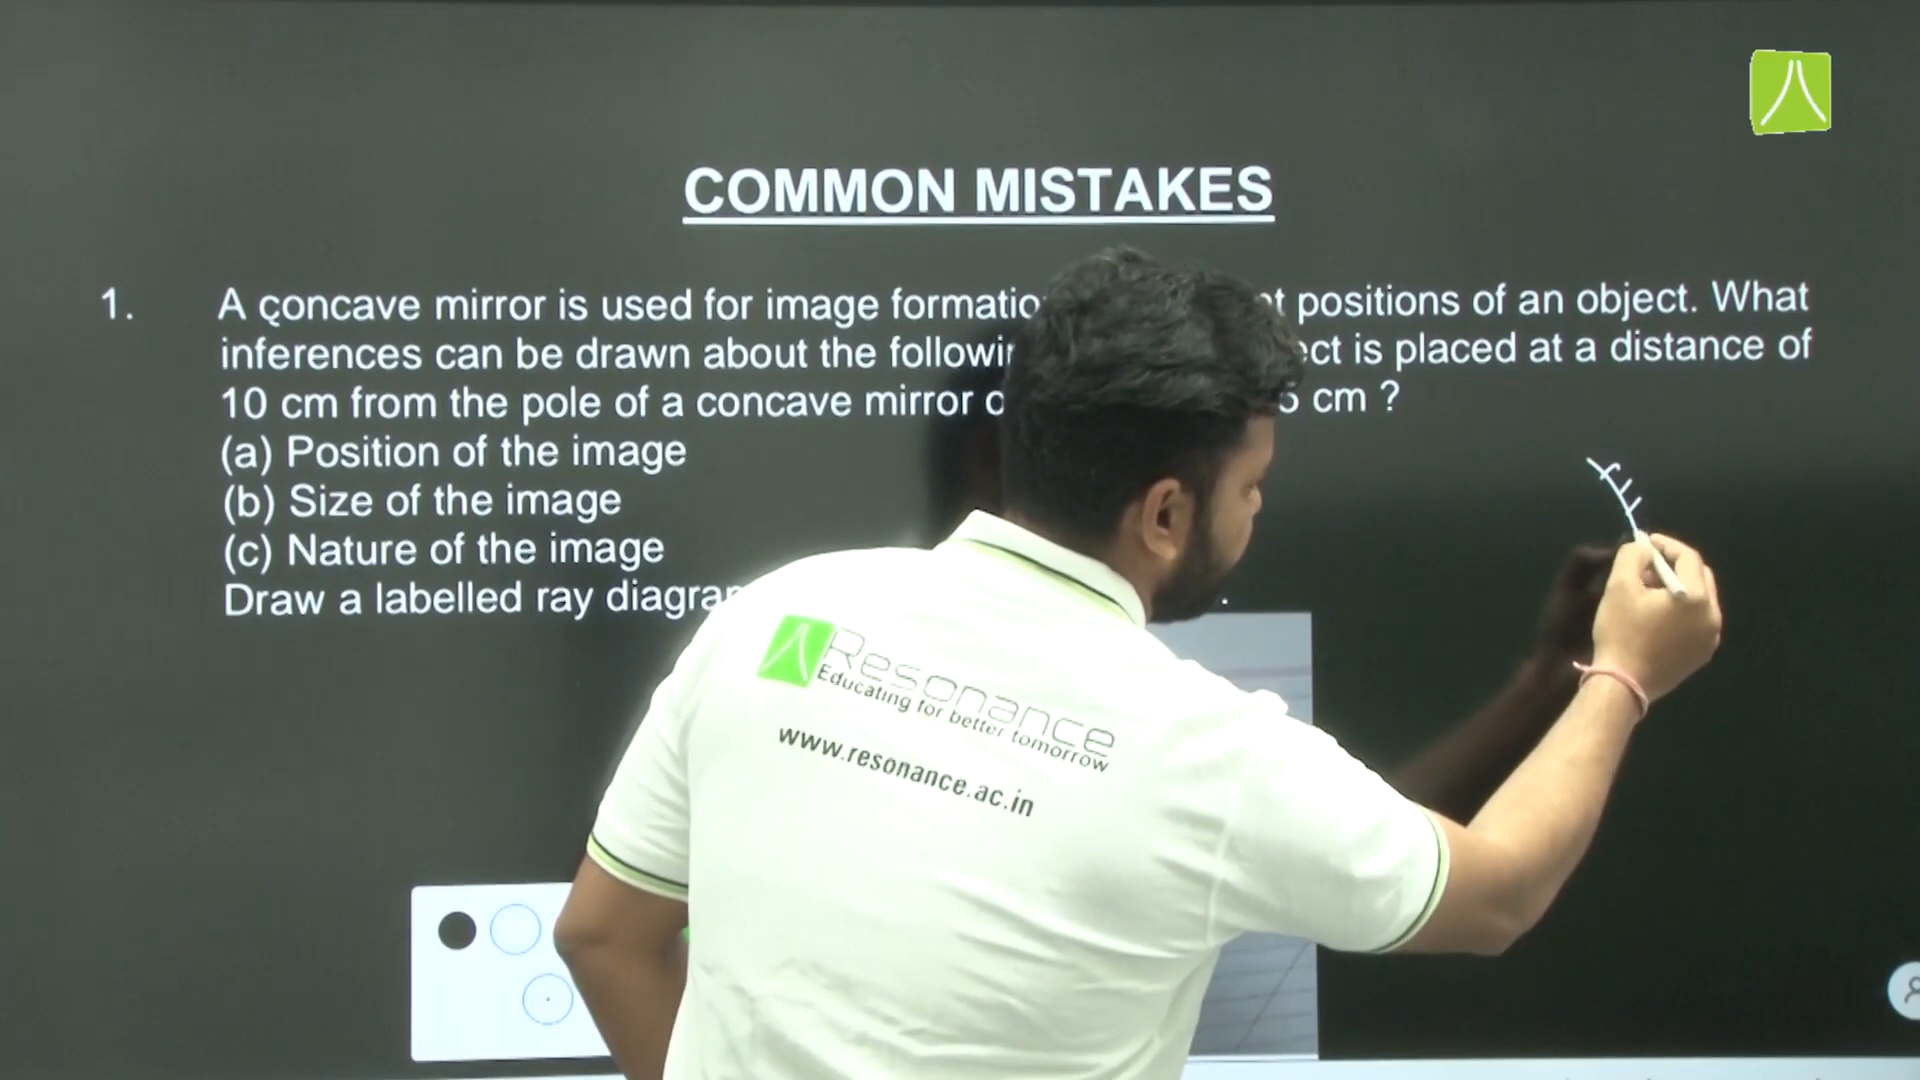 COMMON MISTAKES
1. A concave mirror is used for image formatio positions of an object. What
inferences can be drawn about the followi is placed at a distance of
10 cm from the pole of a concave mirror cm ?
(a) Position of the image
(b) Size of the image
(c) Nature of the image
Draw a labelled ray
Resonance
Educating for better tomorrow
www.resonance.ac.in